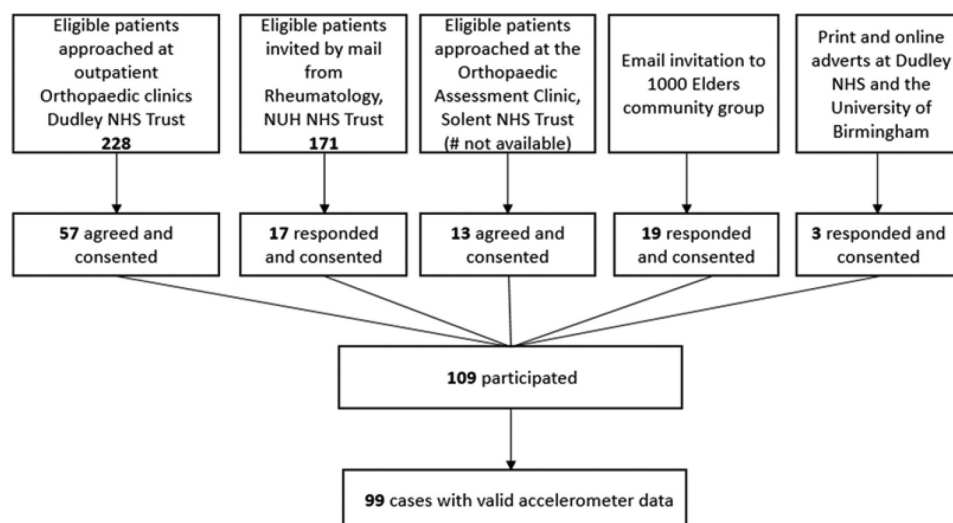 Eligible patients
approached at
outpatient
Orthopaedic clinics
Dudley NHS Trust
228
Eligible patients
invited by mail
from
Rheumatology,
NUH NHS Trust
171
Eligible patients
approached at the
Orthopaedic
Assessment Clinic,
Solent NHS Trust
(# not available)
Email invitation to
1000 Elders
community group
Print and online
adverts at Dudley
NHS and the
University of
Birmingham
57 agreed and
consented
17 responded
and consented
13 agreed and
consented
19 responded
and consented
3 responded and
consented
109 participated
99 cases with valid accelerometer data